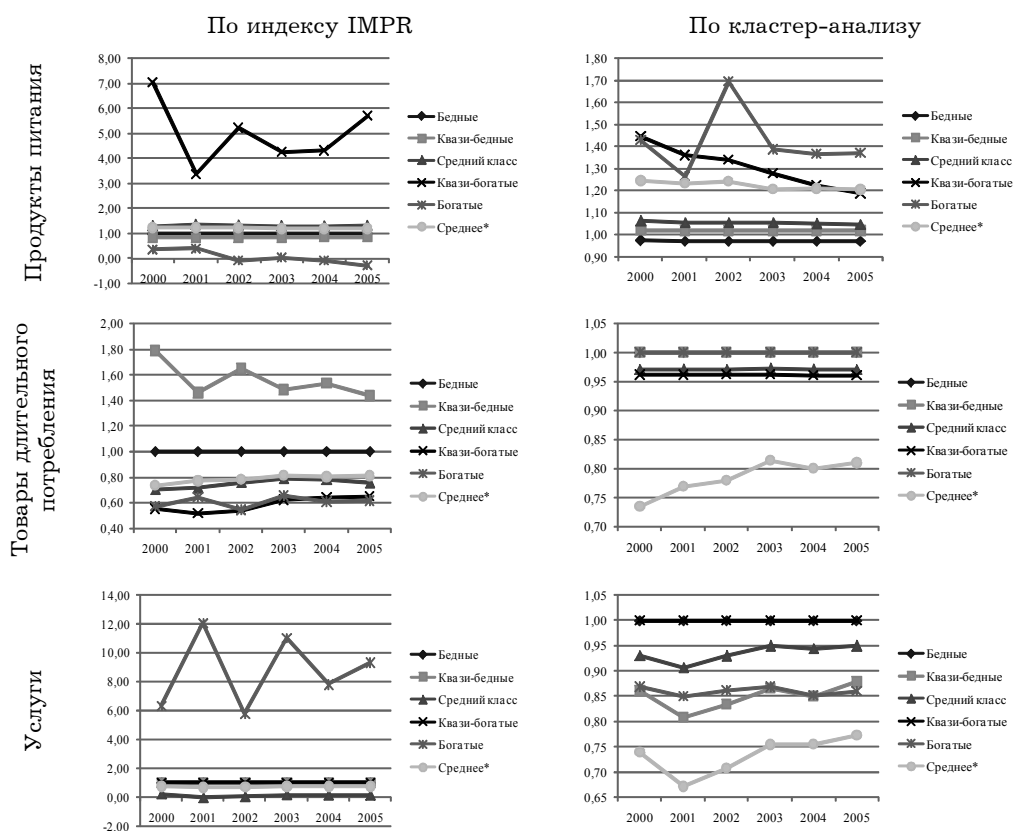 По индексу IMPR
По кластер-анализу
Продукты питания
8,00
7,00
6,00
5,00
4,00
3,00
2,00
1,00
0,00
-1,00
2000 2001 2002 2003 2004 2005
Бедные
Квази-бедные
Средний класс
Квази-богатые
Богатые
Среднее*
1,80
1,70
1,60
1,50
1,40
1,30
1,20
1,10
1,00
0,90
2000 2001 2002 2003 2004 2005
Бедные
Квази-бедные
Средний класс
Квази-богатые
Богатые
Среднее*
Товары длительного
потребления
2,00
1,80
1,60
1,40
1,20
1,00
0,80
0,60
0,40
2000 2001 2002 2003 2004 2005
Бедные
Квази-бедные
Средний класс
Квази-богатые
Богатые
Среднее*
1,05
1,00
0,95
0,90
0,85
0,80
0,75
0,70
2000 2001 2002 2003 2004 2005
Бедные
Квази-бедные
Средний класс
Квази-богатые
Богатые
Среднее*
Услуги
14,00
12,00
10,00
8,00
6,00
4,00
2,00
0,00
-2,00
2000 2001 2002 2003 2004 2005
Бедные
Квази-бедные
Средний класс
Квази-богатые
Богатые
Среднее*
1,05
1,00
0,95
0,90
0,85
0,80
0,75
0,70
0,65
2000 2001 2002 2003 2004 2005
Бедные
Квази-бедные
Средний класс
Квази-богатые
Богатые
Среднее*